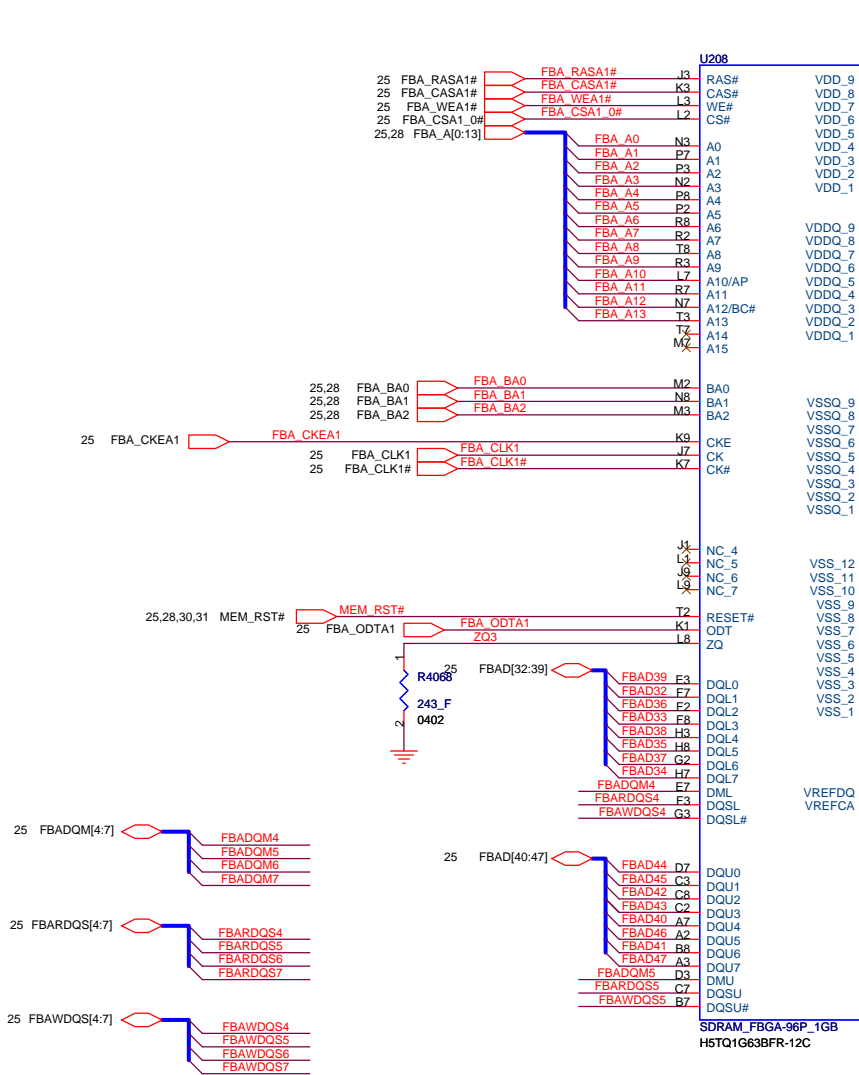 U208
25 FBA_RASA1# FBA_RASA1# J3 RAS# VDD_9
25 FBA_CASA1# FBA_CASA1# K3 CAS# VDD_8
25 FBA_WEA1# FBA_WEA1# L3 WE# VDD_7
25 FBA_CSA1_0# FBA_CSA1_0# L2 CS# VDD_6
25,28 FBA_A[0:13] VDD_5
FBA_A0 N3 A0 VDD_4
FBA_A1 P7 A1 VDD_3
FBA_A2 P3 A2 VDD_2
FBA_A3 N2 A3 VDD_1
FBA_A4 P8 A4
FBA_A5 P2 A5
FBA_A6 R8 A6 VDDQ_9
FBA_A7 R2 A7 VDDQ_8
FBA_A8 T8 A8 VDDQ_7
FBA_A9 R3 A9 VDDQ_6
FBA_A10 L7 A10/AP VDDQ_5
FBA_A11 R7 A11 VDDQ_4
FBA_A12 N7 A12/BC# VDDQ_3
FBA_A13 T3 A13 VDDQ_2
T7 A14 VDDQ_1
M7 A15
25,28 FBA_BA0 FBA_BA0 M2 BA0
25,28 FBA_BA1 FBA_BA1 N8 BA1 VSSQ_9
25,28 FBA_BA2 FBA_BA2 M3 BA2 VSSQ_8
VSSQ_7
25 FBA_CKEA1 FBA_CKEA1 K9 CKE VSSQ_6
25 FBA_CLK1 FBA_CLK1 J7 CK VSSQ_5
25 FBA_CLK1# FBA_CLK1# K7 CK# VSSQ_4
VSSQ_3
VSSQ_2
VSSQ_1
J1 NC_4
L1 NC_5 VSS_12
J9 NC_6 VSS_11
L9 NC_7 VSS_10
VSS_9
25,28,30,31 MEM_RST# MEM_RST# T2 RESET# VSS_8
25 FBA_ODTA1 FBA_ODTA1 K1 ODT VSS_7
ZQ3 L8 ZQ VSS_6
VSS_5
1 VSS_4
R4068 25 FBAD[32:39] FBAD39 E3 DQL0 VSS_3
FBAD32 F7 DQL1 VSS_2
243_F FBAD36 F2 DQL2 VSS_1
2 0402 FBAD33 F8 DQL3
FBAD38 H3 DQL4
FBAD35 H8 DQL5
FBAD37 G2 DQL6
FBAD34 H7 DQL7
FBADQM4 E7 DML VREFDQ
FBARDQS4 F3 DQSL VREFCA
FBAWDQS4 G3 DQSL#
25 FBADQM[4:7] FBADQM4
FBADQM5
FBADQM6
FBADQM7
25 FBAD[40:47] FBAD44 D7 DQU0
FBAD45 C3 DQU1
FBAD42 C8 DQU2
FBAD43 C2 DQU3
FBAD40 A7 DQU4
FBAD46 A2 DQU5
FBAD41 B8 DQU6
FBAD47 A3 DQU7
FBADQM5 D3 DMU
FBARDQS5 C7 DQSU
FBAWDQS5 B7 DQSU#
25 FBARDQS[4:7] FBARDQS4
FBARDQS5
FBARDQS6
FBARDQS7
25 FBAWDQS[4:7] FBAWDQS4
FBAWDQS5
FBAWDQS6
FBAWDQS7
SDRAM_FBGA-96P_1GB
H5TQ1G63BFR-12C